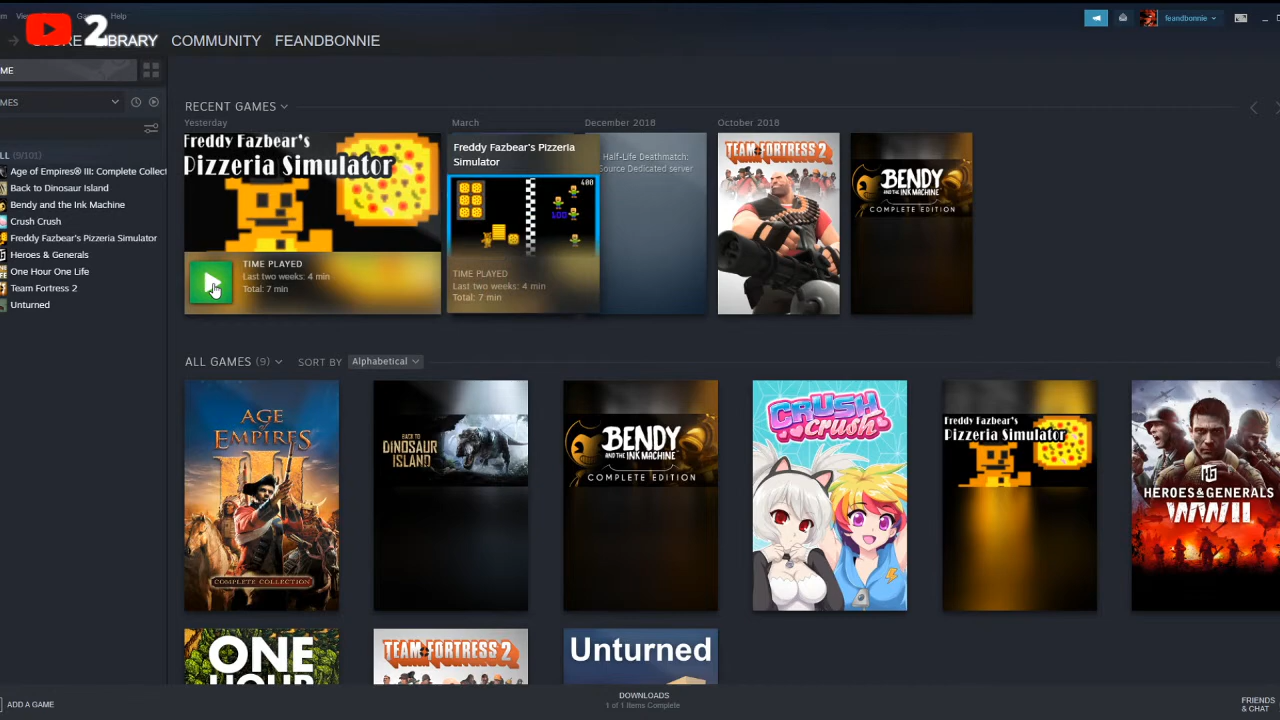 Help
feandbonnie
2
LIBRARY
COMMUNITY
FEANDBONNIE
RECENT GAMES
Yesterday
March
December 2018
October 2018
Freddy Fazbear's
Pizzeria Simulator
TIME PLAYED
Last two weeks: 4 min
Total: 7 min
Freddy Fazbear's Pizzeria
Simulator
400
100
TIME PLAYED
Last two weeks: 4 min
Total: 7 min
Half-Life Deathmatch:
Source Dedicated server
TEAM FORTRESS 2
BENDY
AND THE INK MACHINE
COMPLETE EDITION
ALL (9/101)
Age of Empires® III: Complete Collect
Back to Dinosaur Island
Bendy and the Ink Machine
Crush Crush
Freddy Fazbear's Pizzeria Simulator
Heroes & Generals
One Hour One Life
Team Fortress 2
Unturned
ALL GAMES (9)
SORT BY
Alphabetical
AGE
of
EMPIRES
III
COMPLETE COLLECTION
BACK TO
DINOSAUR
ISLAND
BENDY
AND THE INK MACHINE
COMPLETE EDITION
CRUSH
crush
Freddy Fazbear's
Pizzeria Simulator
HG
HEROES & GENERALS
WWII
ONE
HOUR
TEAM FORTRESS 2
Unturned
ADD A GAME
DOWNLOADS
1 of 1 Items Complete
FRIENDS
& CHAT